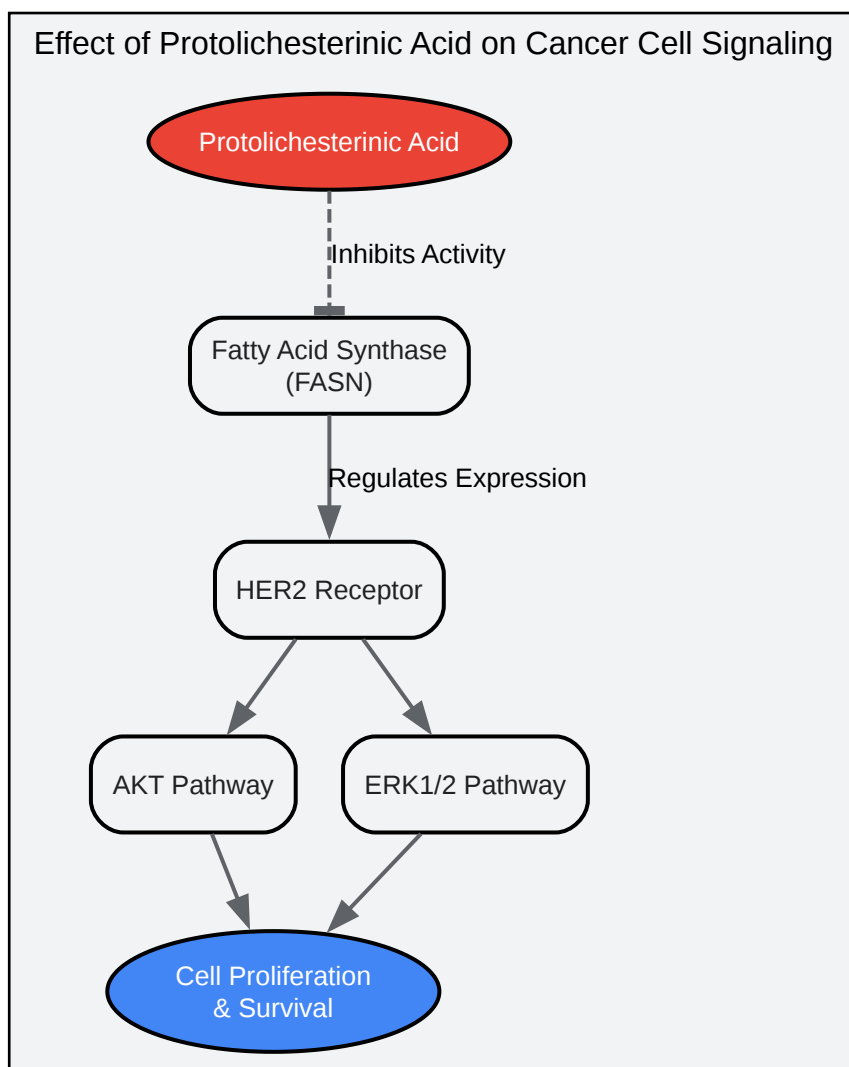 Effect of Protolichesterinic Acid on Cancer Cell Signaling
Protolichesterinic Acid
Inhibits Activity
Fatty Acid Synthase
(FASN)
Regulates Expression
HER2 Receptor
AKT Pathway
ERK1/2 Pathway
Cell Proliferation
& Survival